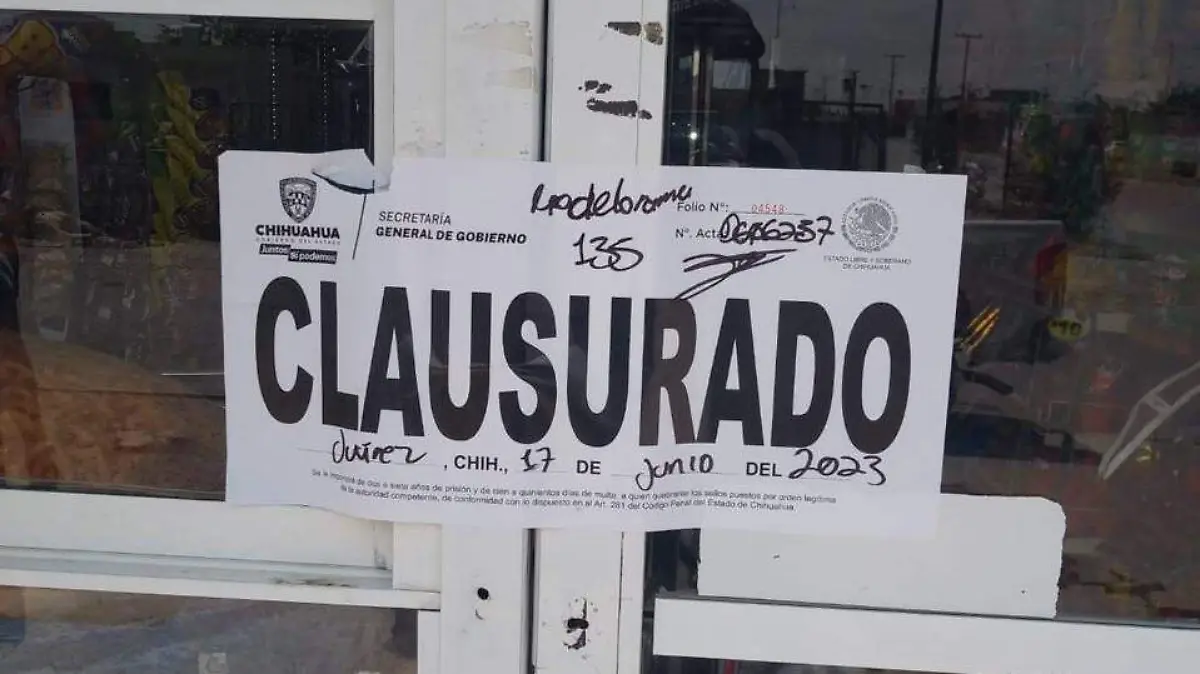 CHIHUAHUA
GOBIERNO DEL ESTADO
Juntos Sí podemos
SECRETARÍA
GENERAL DE GOBIERNO
Modelorama
135
Folio N°: 04548
N°. Acta
ESTADO LIBRE Y SOBERANO
DE CHIHUAHUA
CLAUSURADO
Juárez, CHIH., 17 DE Junio DEL 2023
Se le impondrá de dos a siete años de prisión y de cien a quinientos días de multa, a quien quebrante los sellos puestos por orden legítima
de la autoridad competente, de conformidad con lo dispuesto en el Art. 281 del Código Penal del Estado de Chihuahua.